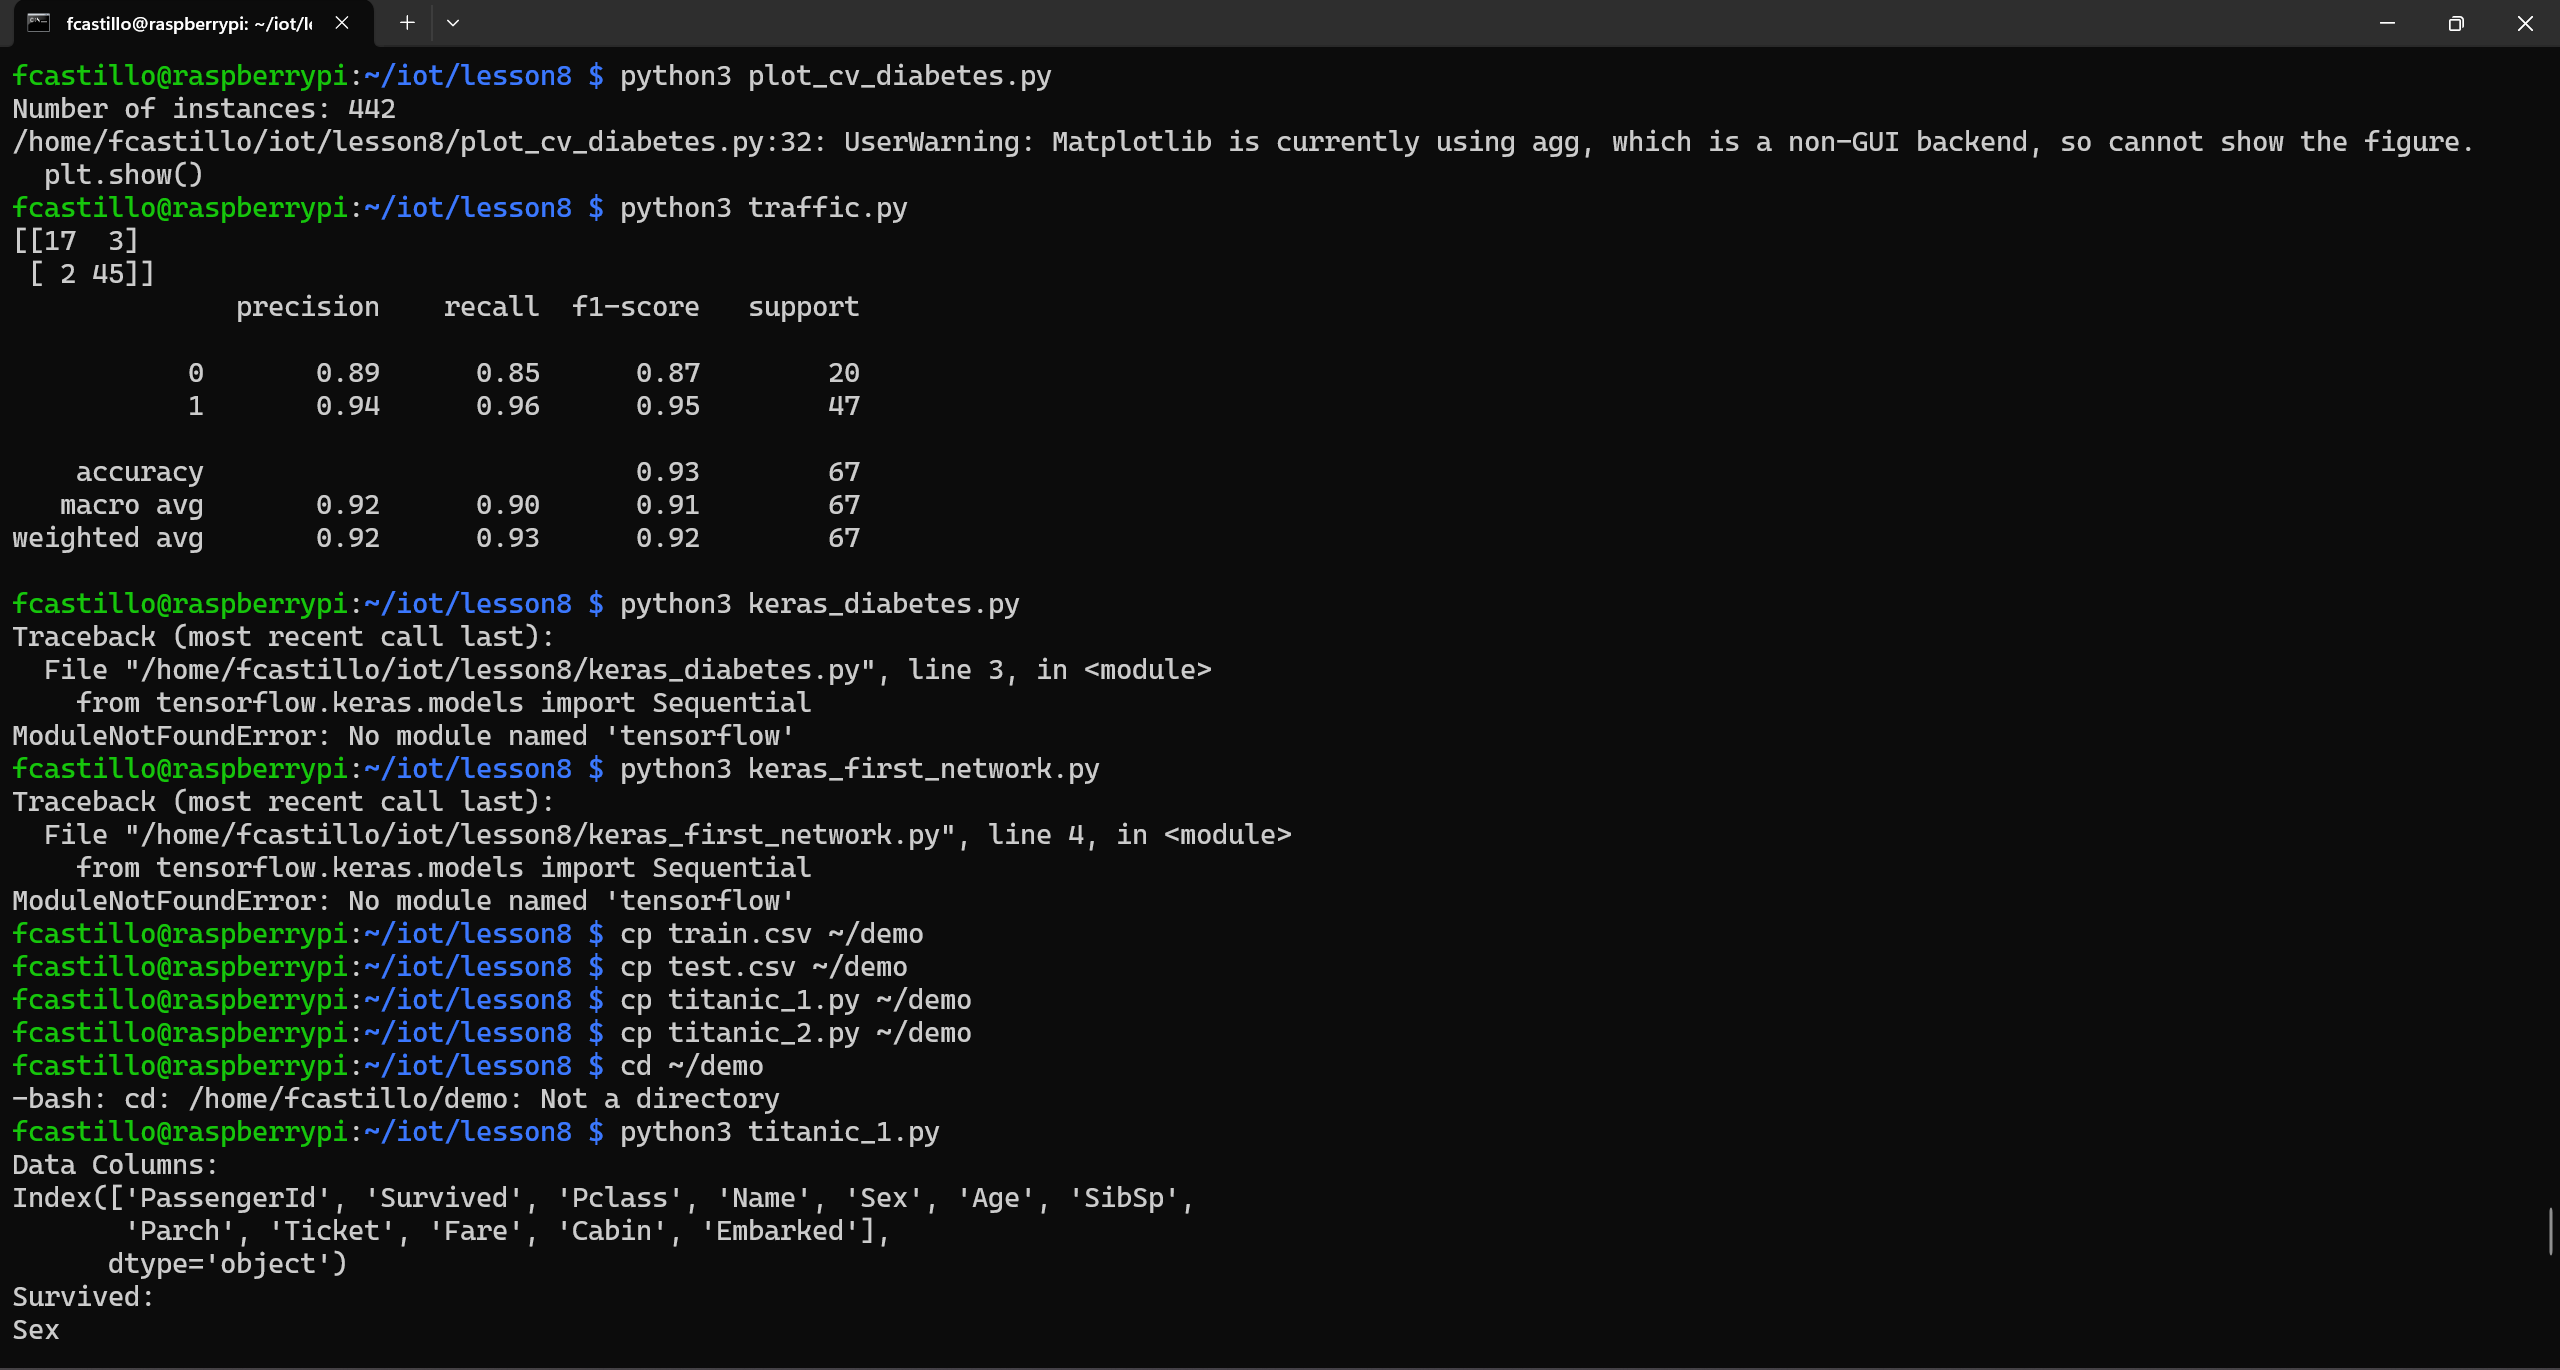 fcastillo@raspberrypi: ~/iot/l
fcastillo@raspberrypi:~/iot/lesson8 $ python3 plot_cv_diabetes.py
Number of instances: 442
/home/fcastillo/iot/lesson8/plot_cv_diabetes.py:32: UserWarning: Matplotlib is currently using agg, which is a non-GUI backend, so cannot show the figure.
  plt.show()
fcastillo@raspberrypi:~/iot/lesson8 $ python3 traffic.py
[[17  3]
 [ 2 45]]
              precision    recall  f1-score   support

           0       0.89      0.85      0.87        20
           1       0.94      0.96      0.95        47

    accuracy                           0.93        67
   macro avg       0.92      0.90      0.91        67
weighted avg       0.92      0.93      0.92        67

fcastillo@raspberrypi:~/iot/lesson8 $ python3 keras_diabetes.py
Traceback (most recent call last):
  File "/home/fcastillo/iot/lesson8/keras_diabetes.py", line 3, in <module>
    from tensorflow.keras.models import Sequential
ModuleNotFoundError: No module named 'tensorflow'
fcastillo@raspberrypi:~/iot/lesson8 $ python3 keras_first_network.py
Traceback (most recent call last):
  File "/home/fcastillo/iot/lesson8/keras_first_network.py", line 4, in <module>
    from tensorflow.keras.models import Sequential
ModuleNotFoundError: No module named 'tensorflow'
fcastillo@raspberrypi:~/iot/lesson8 $ cp train.csv ~/demo
fcastillo@raspberrypi:~/iot/lesson8 $ cp test.csv ~/demo
fcastillo@raspberrypi:~/iot/lesson8 $ cp titanic_1.py ~/demo
fcastillo@raspberrypi:~/iot/lesson8 $ cp titanic_2.py ~/demo
fcastillo@raspberrypi:~/iot/lesson8 $ cd ~/demo
-bash: cd: /home/fcastillo/demo: Not a directory
fcastillo@raspberrypi:~/iot/lesson8 $ python3 titanic_1.py
Data Columns:
Index(['PassengerId', 'Survived', 'Pclass', 'Name', 'Sex', 'Age', 'SibSp',
       'Parch', 'Ticket', 'Fare', 'Cabin', 'Embarked'],
      dtype='object')
Survived:
Sex